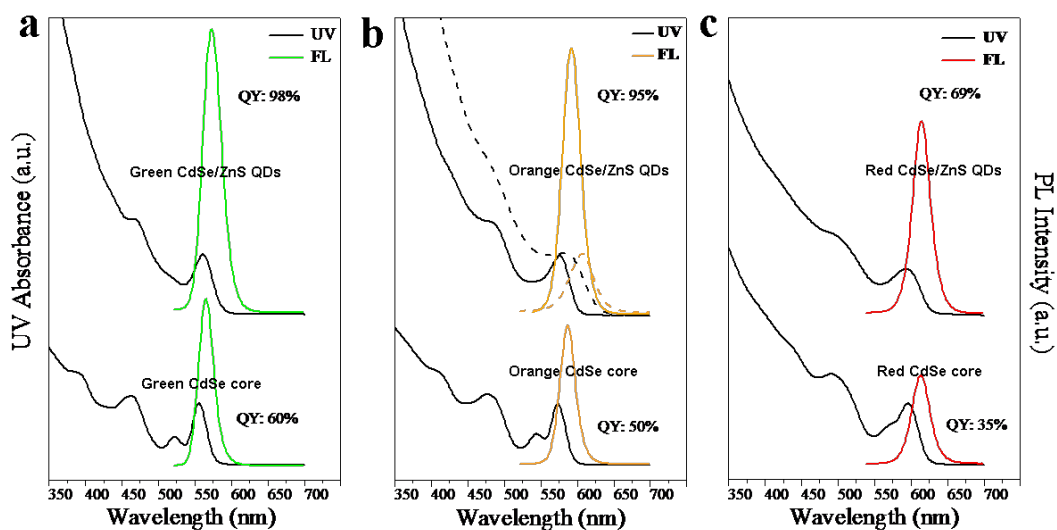 a
UV
FL
QY: 98%
Green CdSe/ZnS QDs
Green CdSe core
QY: 60%
350 400 450 500 550 600 650 700
Wavelength (nm)
UV Absorbance (a.u.)
b
UV
FL
QY: 95%
Orange CdSe/ZnS QDs
Orange CdSe core
QY: 50%
350 400 450 500 550 600 650 700
Wavelength (nm)
c
UV
FL
QY: 69%
Red CdSe/ZnS QDs
Red CdSe core
QY: 35%
350 400 450 500 550 600 650 700
Wavelength (nm)
PL Intensity (a.u.)